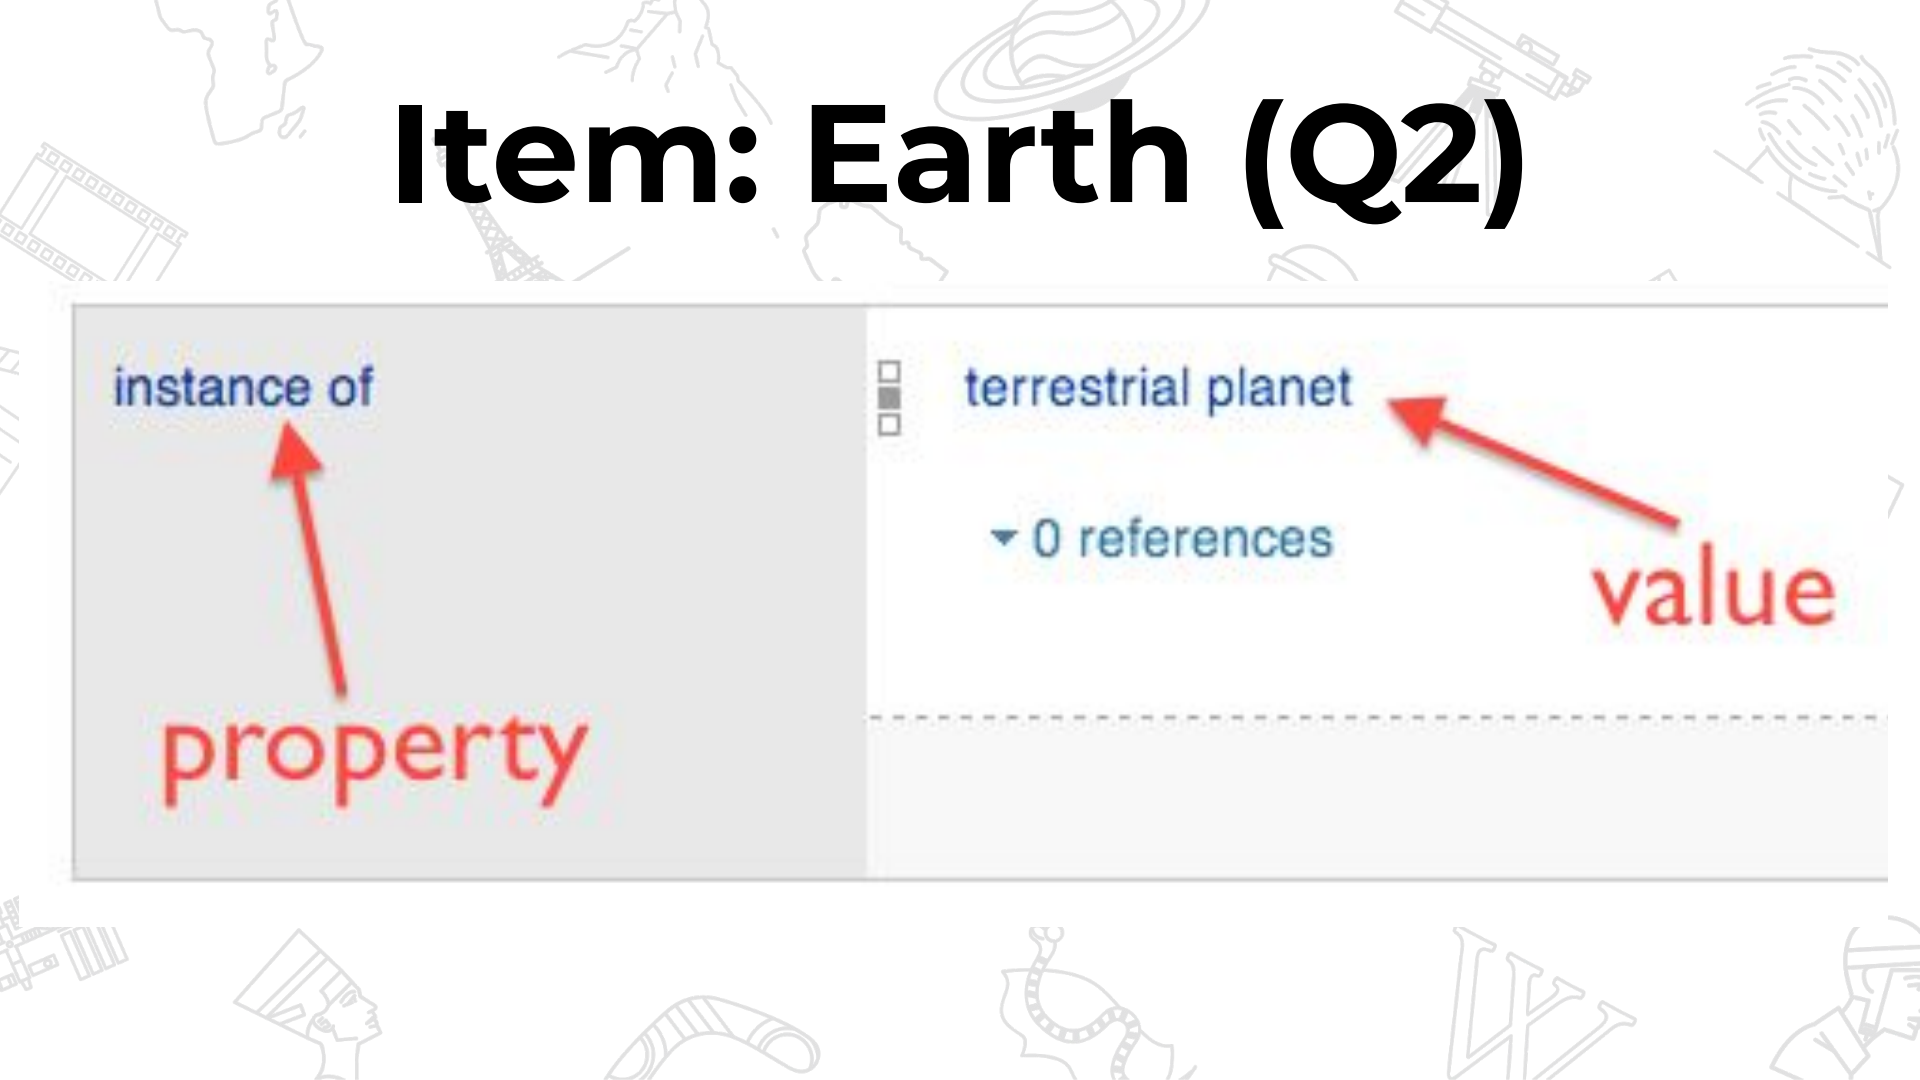 Item: Earth (Q2)
instance of
terrestrial planet
0 references
value
property
W